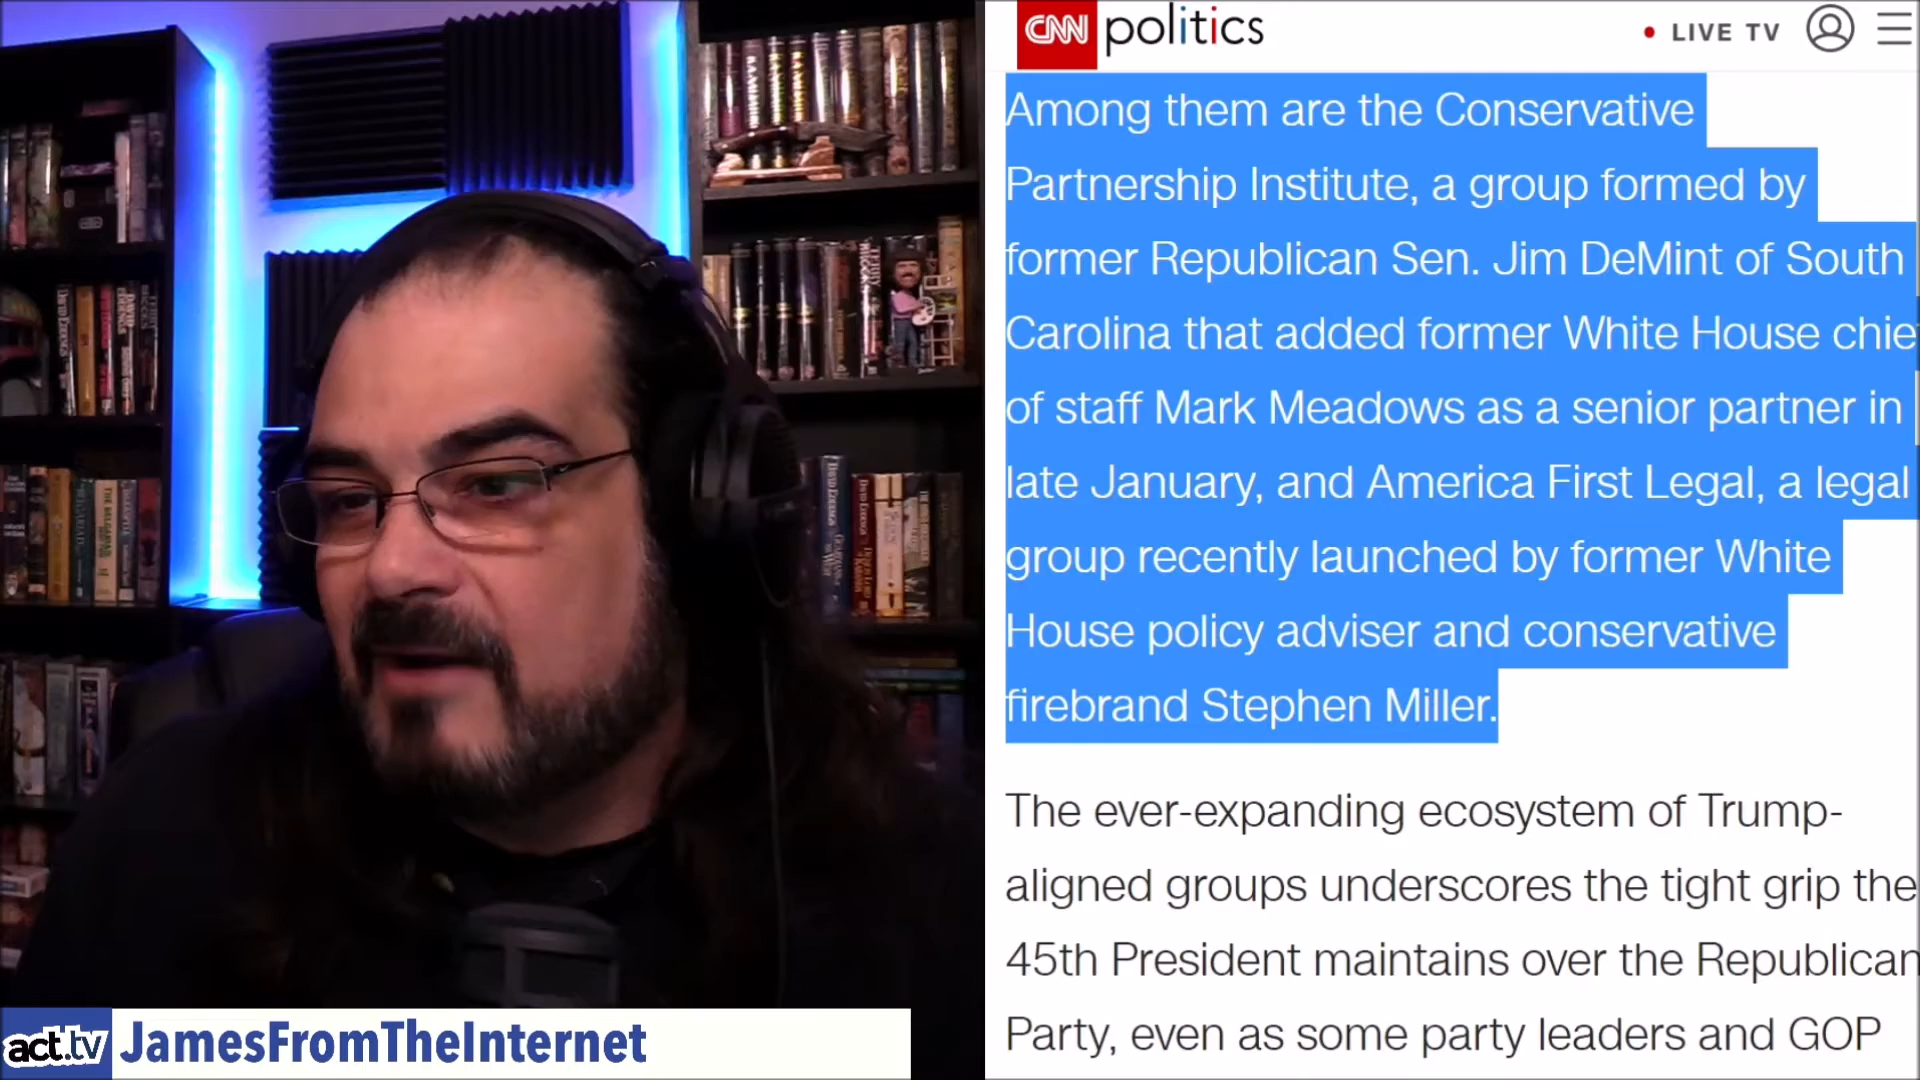 CNN politics
LIVE TV
Among them are the Conservative
Partnership Institute, a group formed by
former Republican Sen. Jim DeMint of South
Carolina that added former White House chie
of staff Mark Meadows as a senior partner in
late January, and America First Legal, a legal
group recently launched by former White
House policy adviser and conservative
firebrand Stephen Miller.
The ever-expanding ecosystem of Trump-
aligned groups underscores the tight grip the
45th President maintains over the Republican
Party, even as some party leaders and GOP
act.tv JamesFromTheInternet